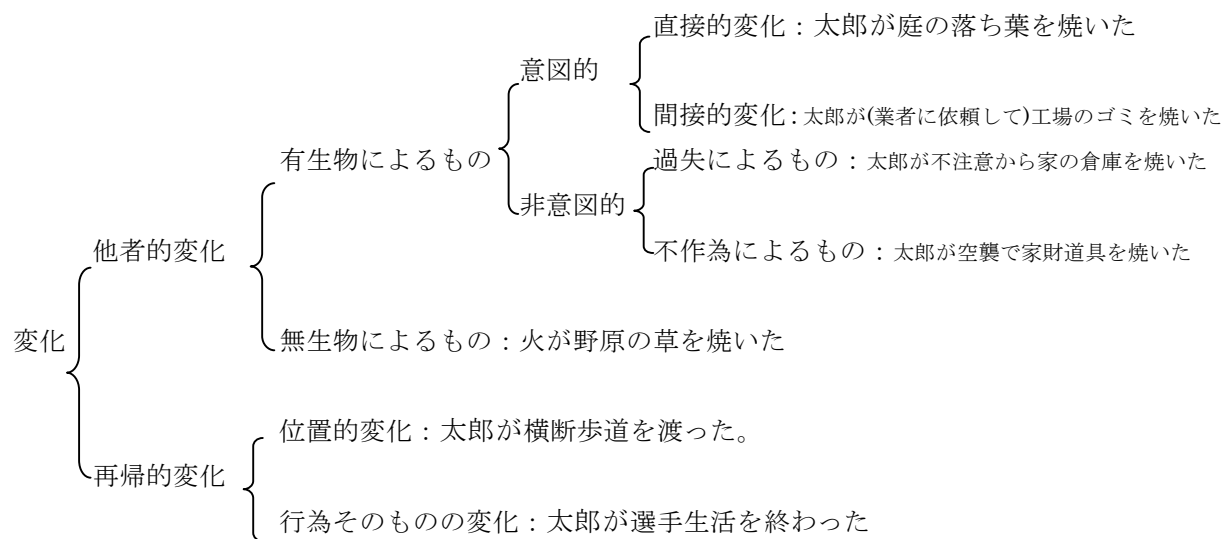 直接的変化：太郎が庭の落ち葉を焼いた
意図的
間接的変化：太郎が(業者に依頼して)工場のゴミを焼いた
有生物によるもの
過失によるもの：太郎が不注意から家の倉庫を焼いた
非意図的
他者的変化
不作為によるもの：太郎が空襲で家財道具を焼いた
変化
無生物によるもの：火が野原の草を焼いた
位置的変化：太郎が横断歩道を渡った。
再帰的変化
行為そのものの変化：太郎が選手生活を終わった